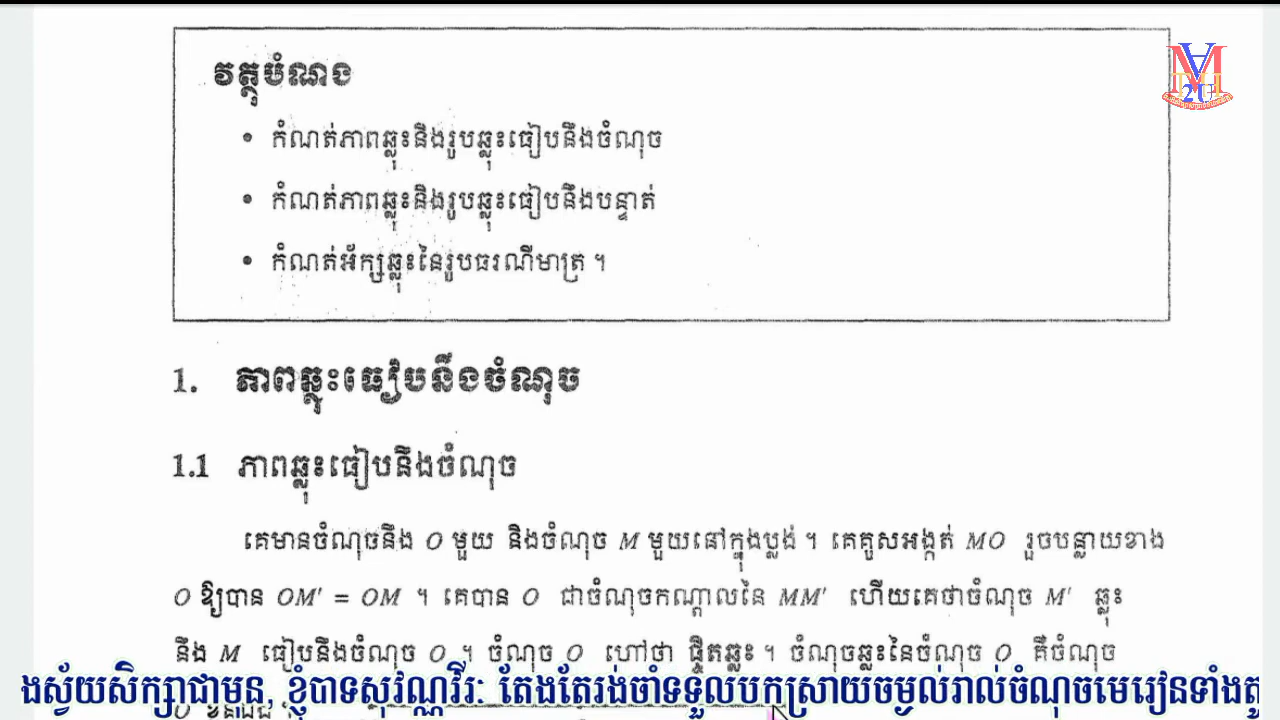 វត្ថុបំណង
• កំណត់ភាពឆ្លុះនិងរូបឆ្លុះធៀបនឹងចំណុច
• កំណត់ភាពឆ្លុះនិងរូបឆ្លុះធៀបនឹងបន្ទាត់
• កំណត់អ័ក្សឆ្លុះនៃរូបធរណីមាត្រ ។
1. ភាពឆ្លុះធៀបនឹងចំណុច
1.1 ភាពឆ្លុះធៀបនឹងចំណុច
គេមានចំណុចនឹង O មួយ និងចំណុច M មួយនៅក្នុងប្លង់ ។ គេគូសអង្កត់ MO រួចបន្លាយខាង
O ឱ្យបាន OM' = OM ។ គេបាន O ជាចំណុចកណ្ដាលនៃ MM' ហើយគេថាចំណុច M' ឆ្លុះ
នឹង M ធៀបនឹងចំណុច O ។ ចំណុច O ហៅថា ផ្ចិតឆ្លុះ ។ ចំណុចឆ្លុះនៃចំណុច O គឺចំណុច
ងស្វ័យសិក្សាជាមួន, ខ្ញុំបាទសុវណ្ណវីរៈ តែងតែរង់ចាំទទួលបកស្រាយចម្ងល់រាល់ចំណុចមេរៀនទាំងតួ